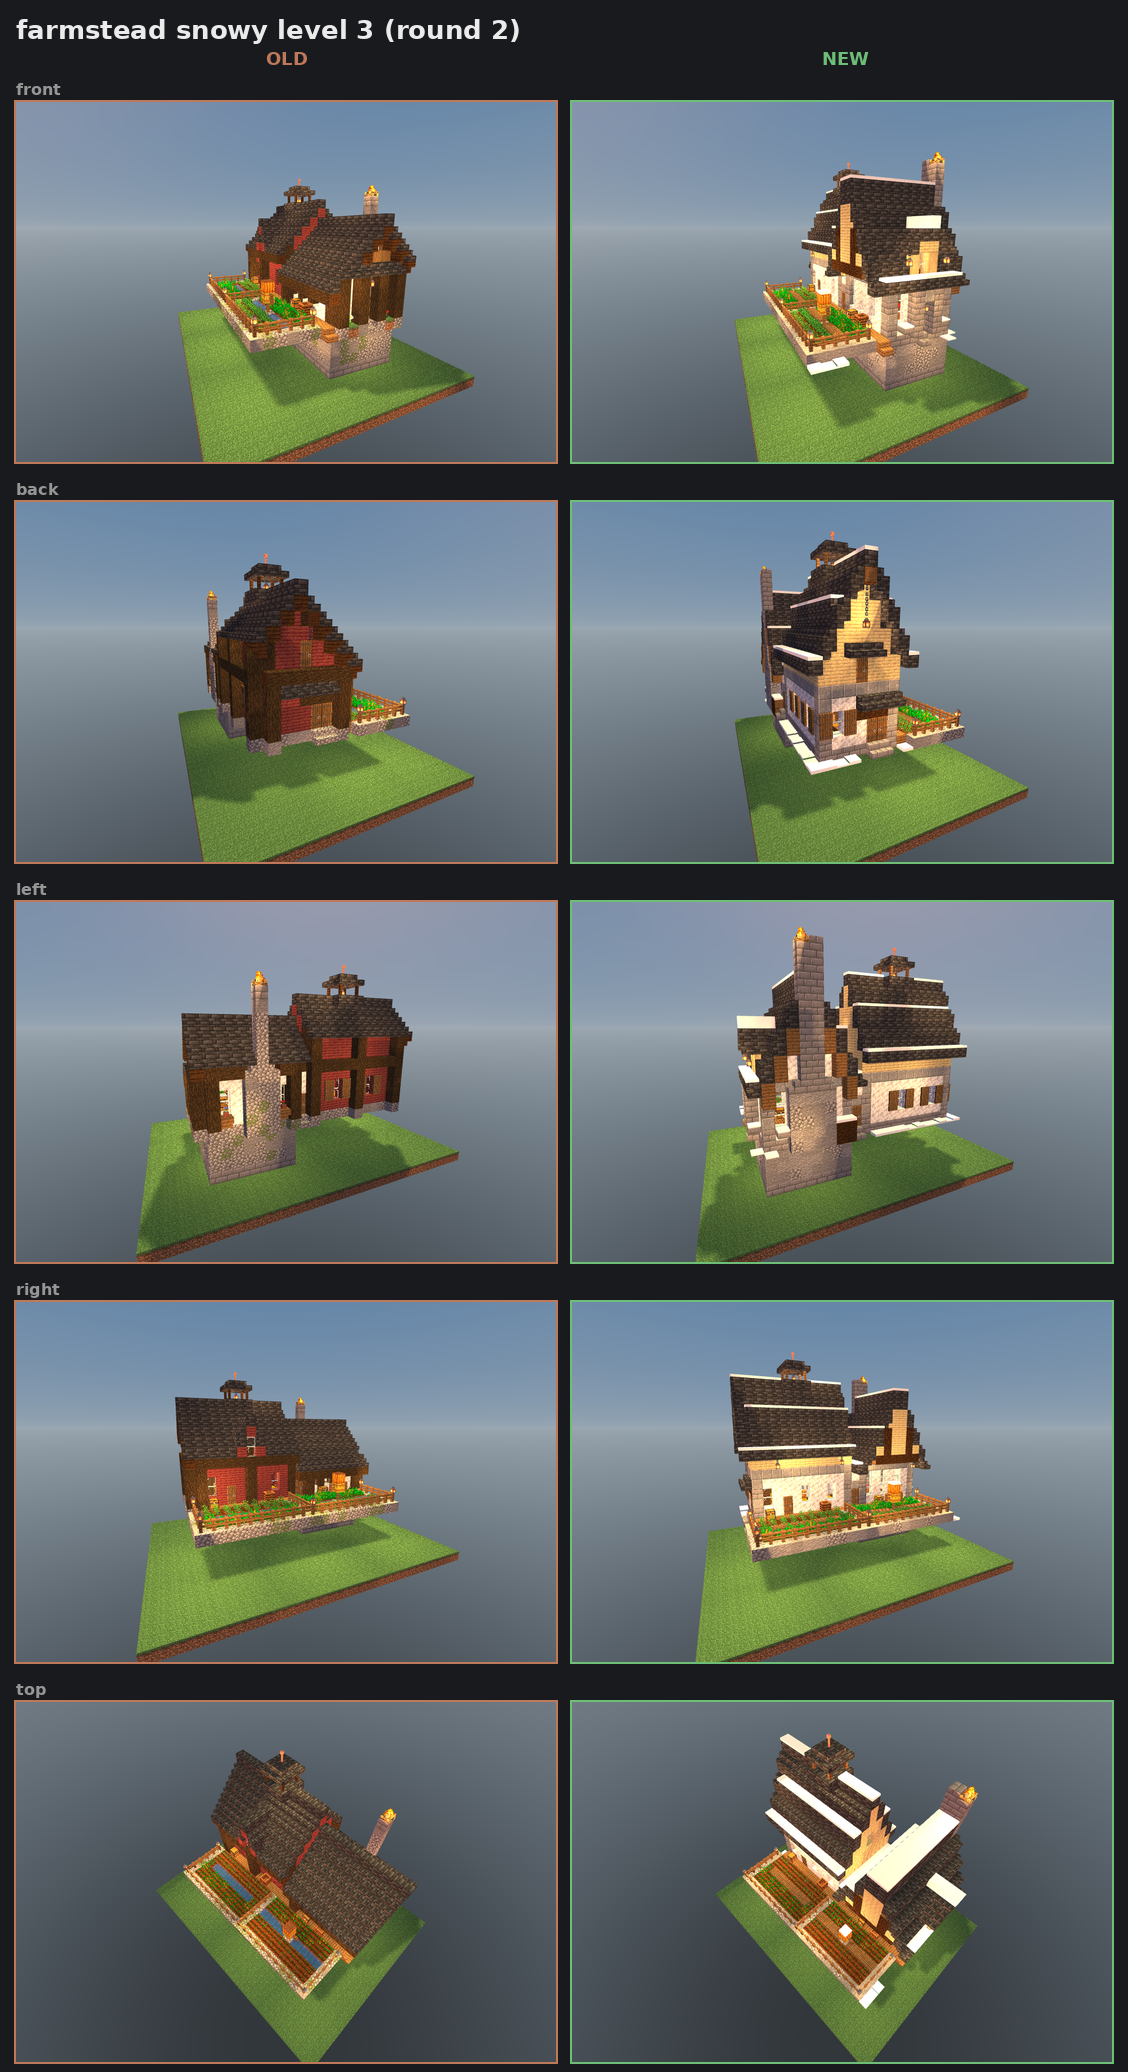 farmstead snowy level 3 (round 2)
OLD NEW
front
back
left
right
top